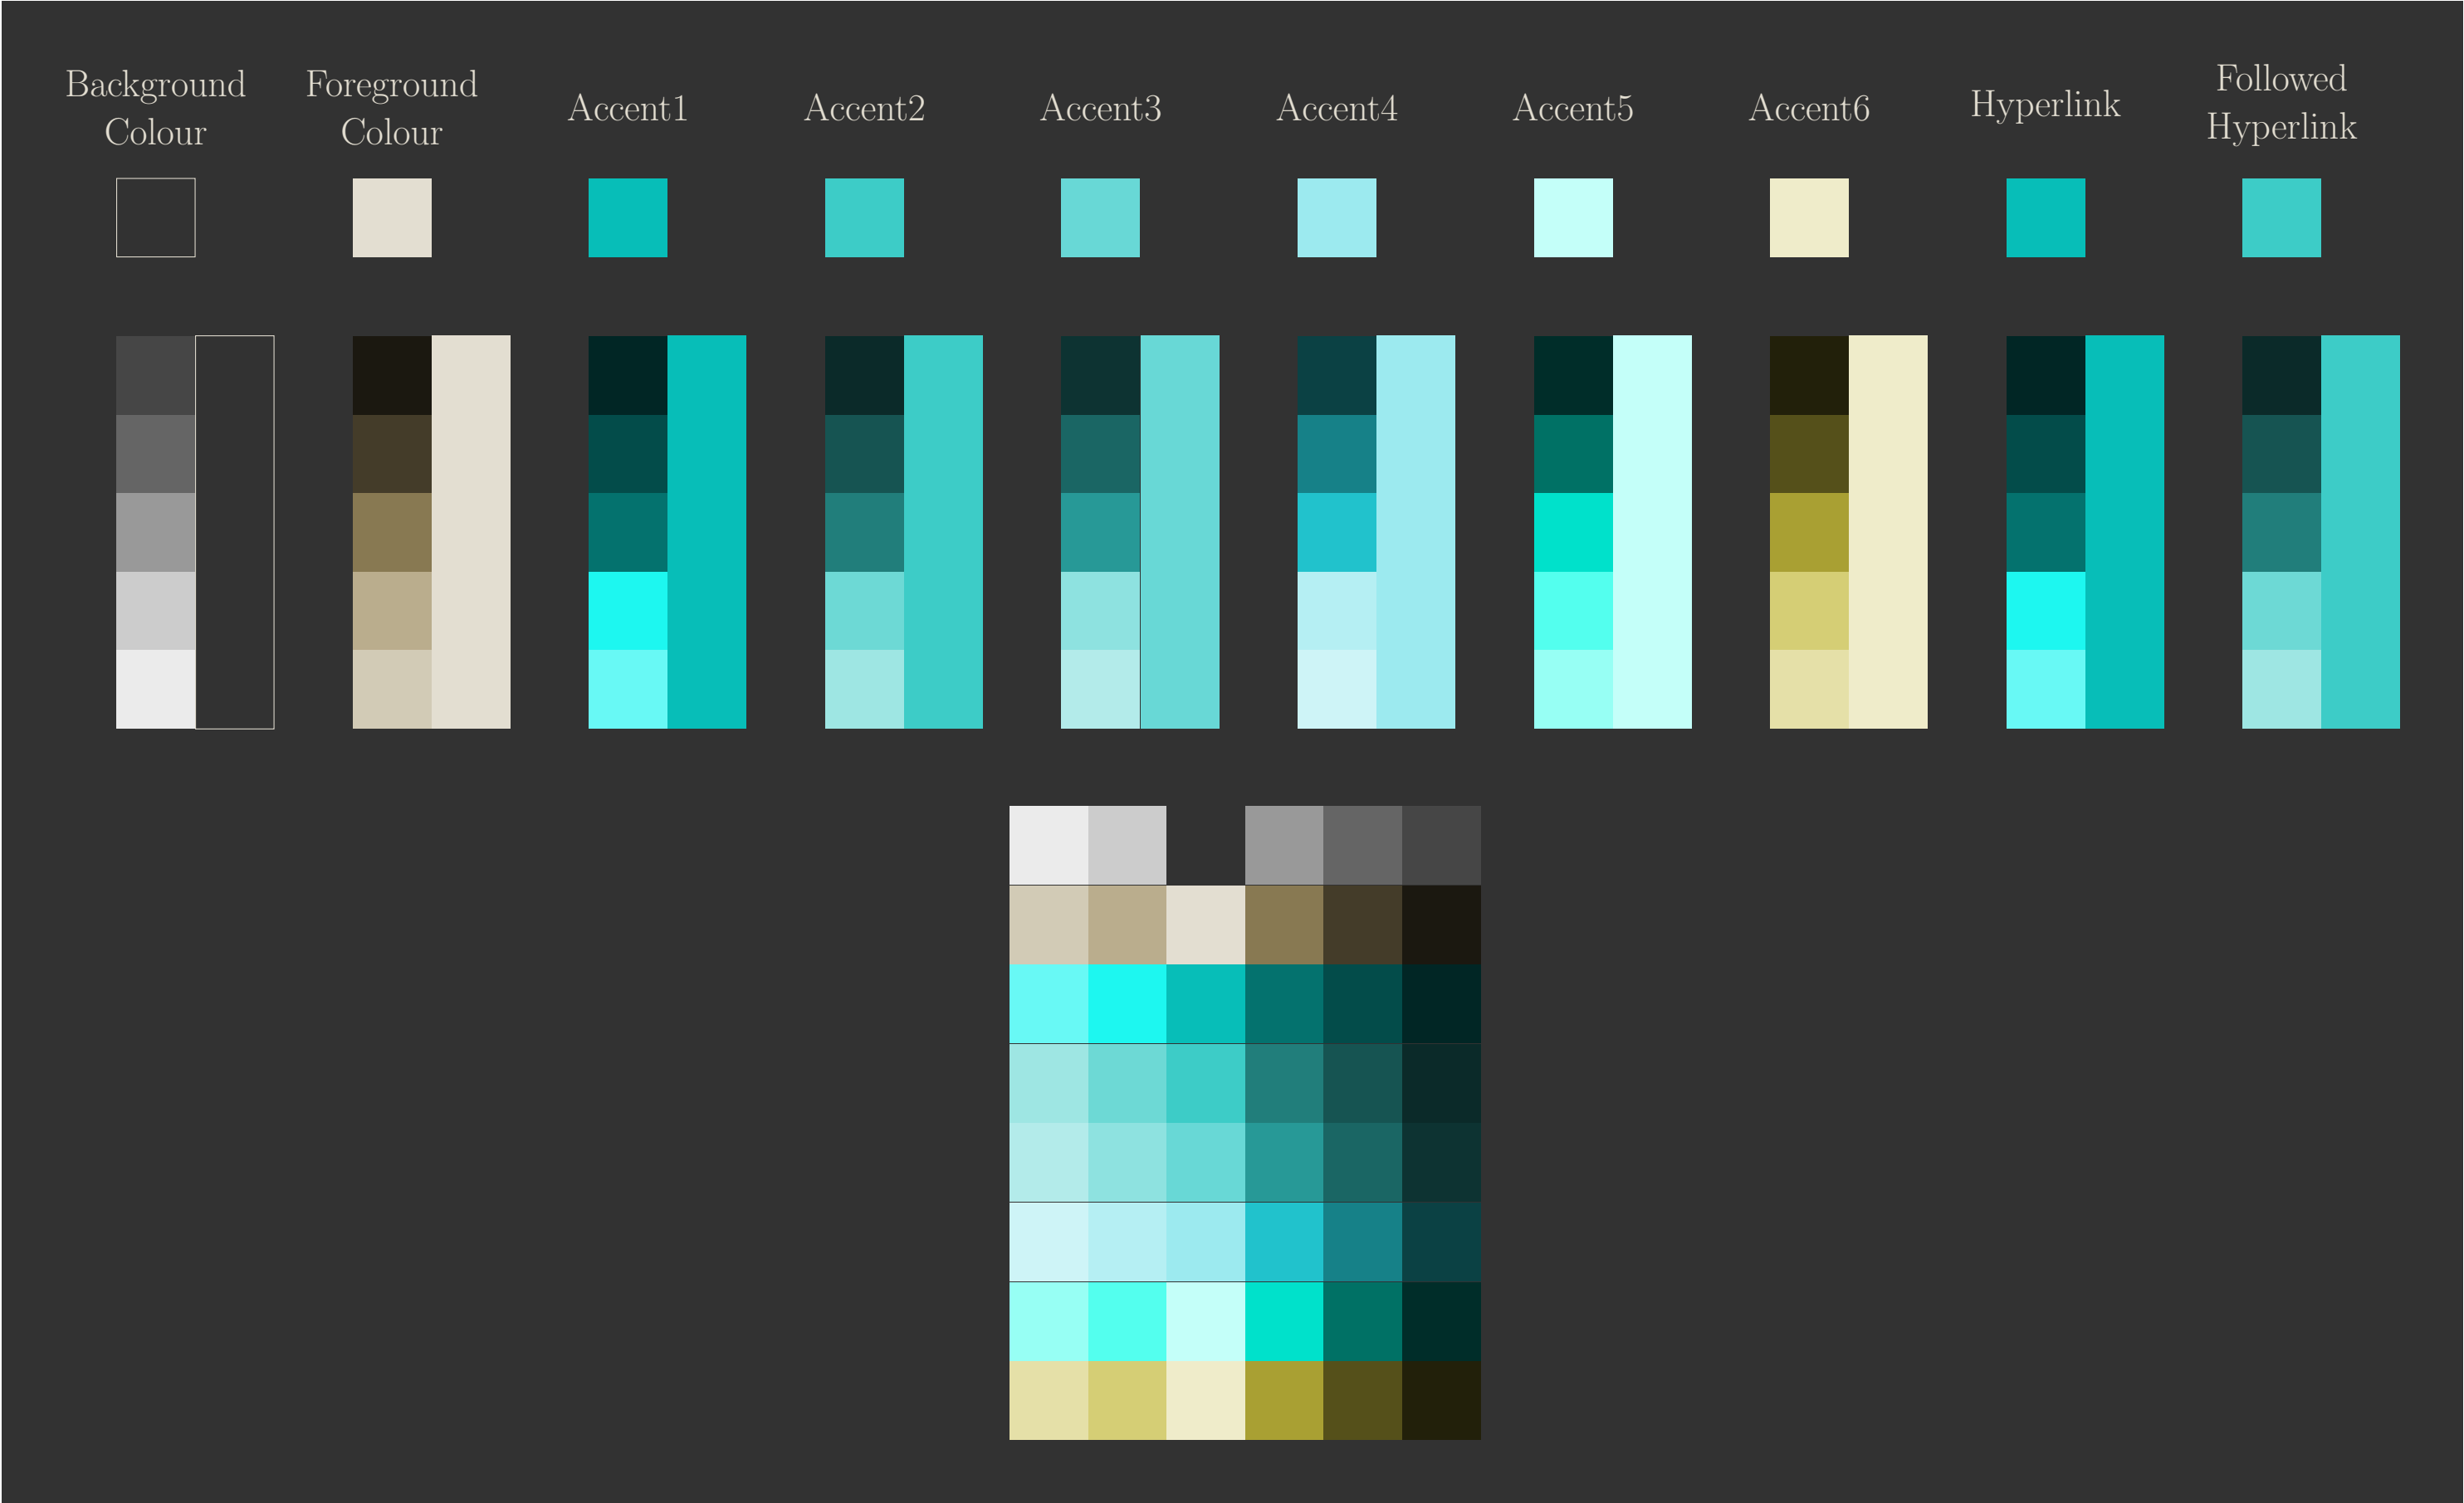 Background
Colour
Foreground
Colour
Accent1
Accent2
Accent3
Accent4
Accent5
Accent6
Hyperlink
Followed
Hyperlink